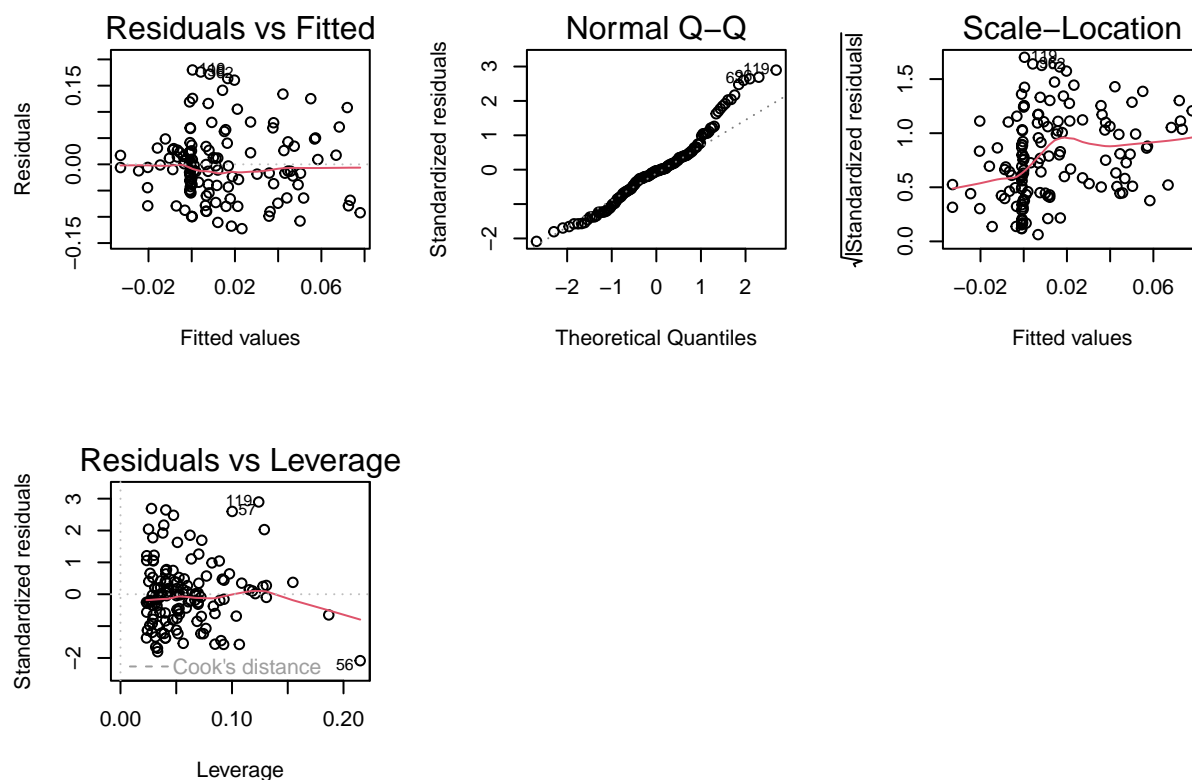 Residuals vs Fitted
Residuals
0.15
0.00
−0.15
119
−0.02
0.02
0.06
Fitted values
Normal Q−Q
Standardized residuals
3
2
1
0
−2
119
−2
−1
0
1
2
Theoretical Quantiles
Scale−Location
√|Standardized residuals|
1.5
1.0
0.5
0.0
119
−0.02
0.02
0.06
Fitted values
Residuals vs Leverage
Standardized residuals
3
2
1
0
−2
119
57
56
Cook's distance
0.00
0.10
0.20
Leverage